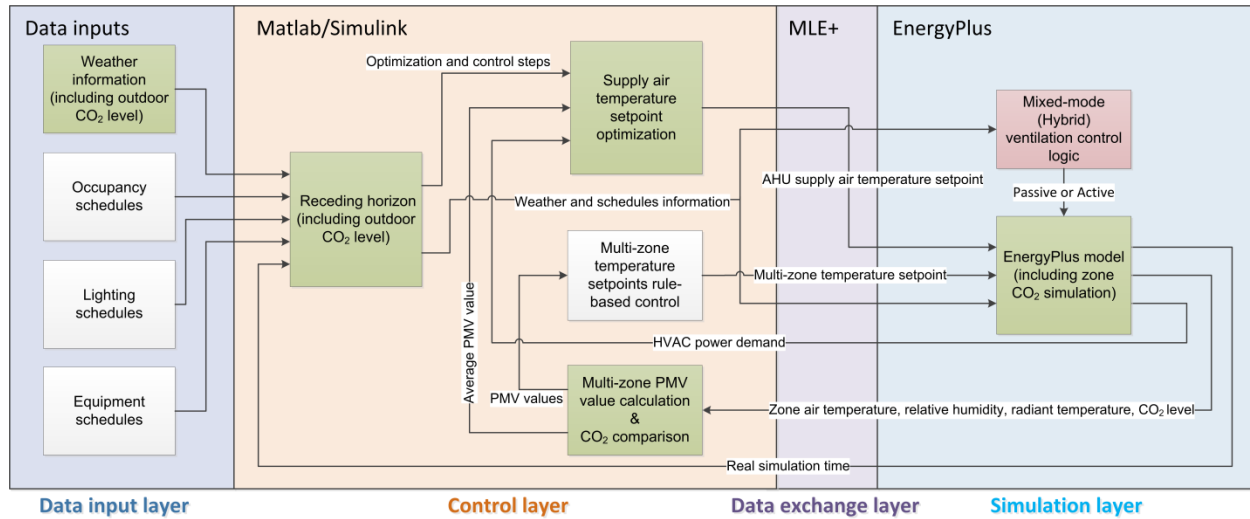 Data inputs
Matlab/Simulink
MLE+
EnergyPlus
Weather
information
(including outdoor
CO₂ level)
Occupancy
schedules
Lighting
schedules
Equipment
schedules
Receding horizon
(including outdoor
CO₂ level)
Optimization and control steps
Supply air
temperature
setpoint
optimization
Mixed-mode
(Hybrid)
ventilation control
logic
AHU supply air temperature setpoint
Passive or Active
Weather and schedules information
Multi-zone
temperature
setpoints rule-
based control
Multi-zone temperature setpoint
EnergyPlus model
(including zone
CO₂ simulation)
HVAC power demand
Average PMV value
PMV values
Multi-zone PMV
value calculation
&
CO₂ comparison
Zone air temperature, relative humidity, radiant temperature, CO₂ level
Real simulation time
Data input layer
Control layer
Data exchange layer
Simulation layer